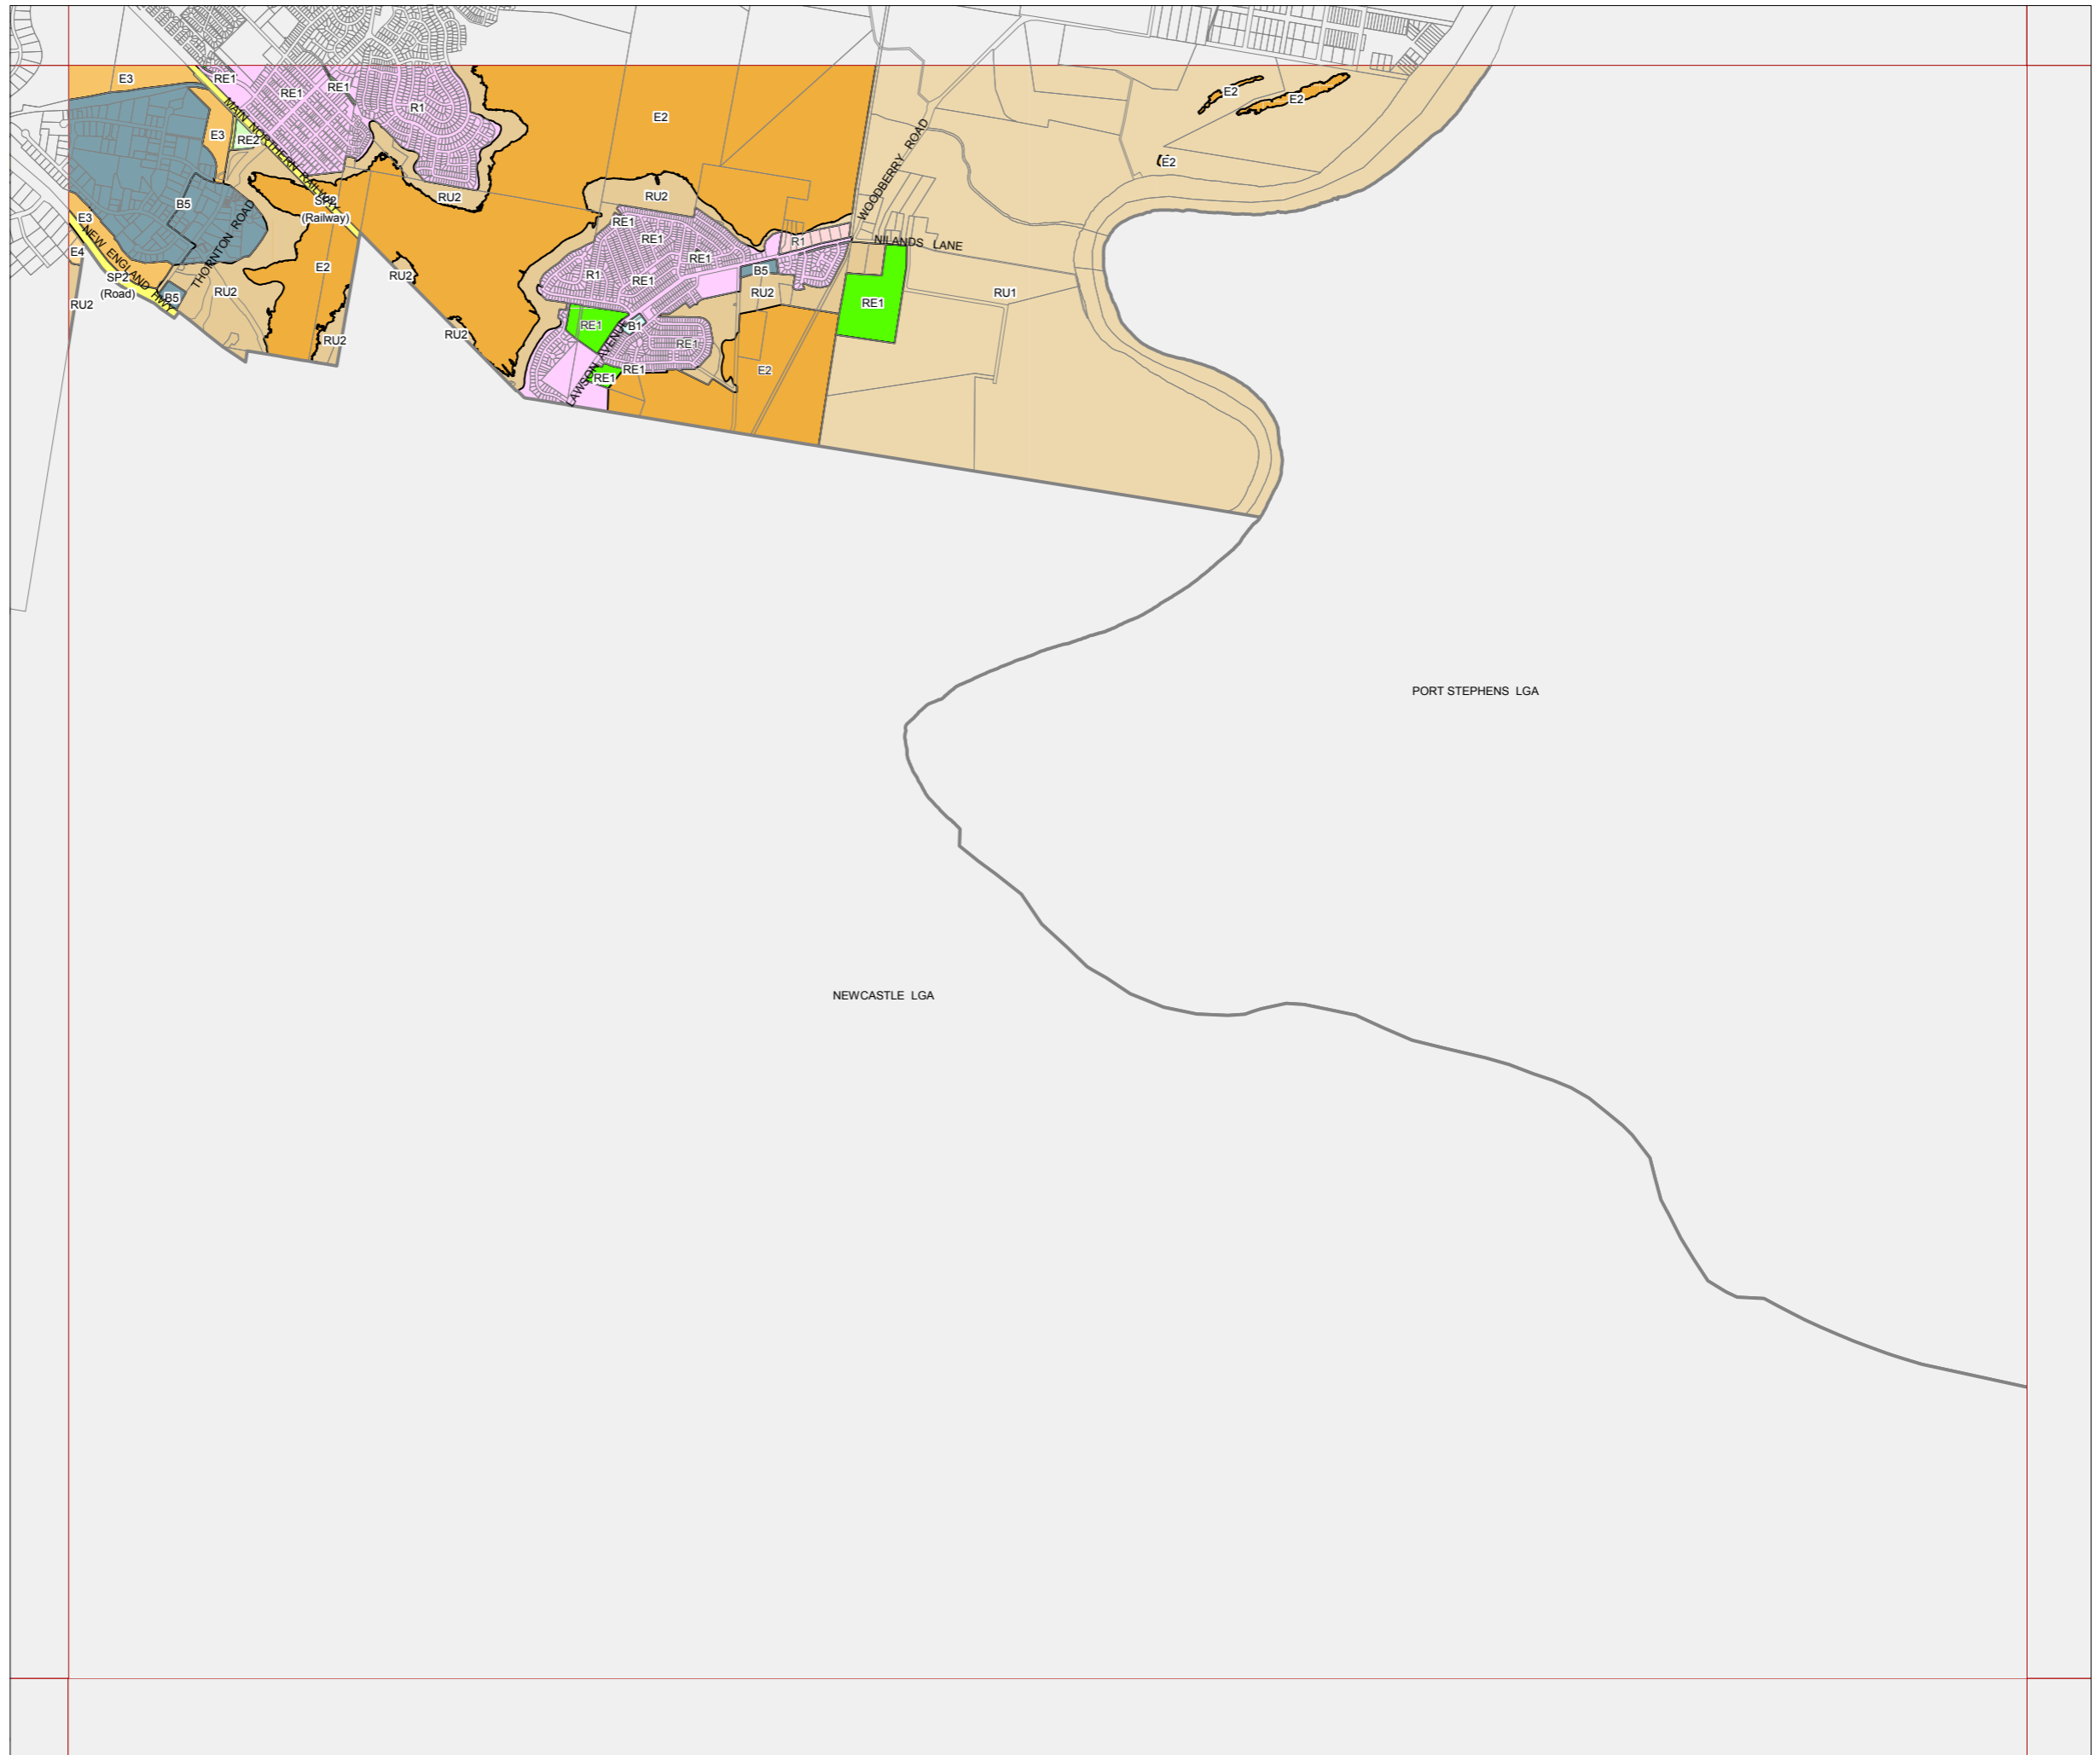 E3
RE1
RE1
RE1
R1
E2
E2
E2
E3
RE2
MAIN NORTHERN RAILWAY
WOODBERRY ROAD
E2
RU2
RU2
SP2
(Railway)
B5
THORNTON ROAD
E3
NEW ENGLAND HWY
E4
RE1
RE1
R1
NILANDS LANE
RE1
E2
RU2
R1
RE1
B5
SP2
(Road)
B5
RU2
RU2
RU2
RU1
RE1
RE1
B1
LAWSON AVENUE
RU2
RU2
RE1
RE1
RE1
E2
PORT STEPHENS LGA
NEWCASTLE LGA